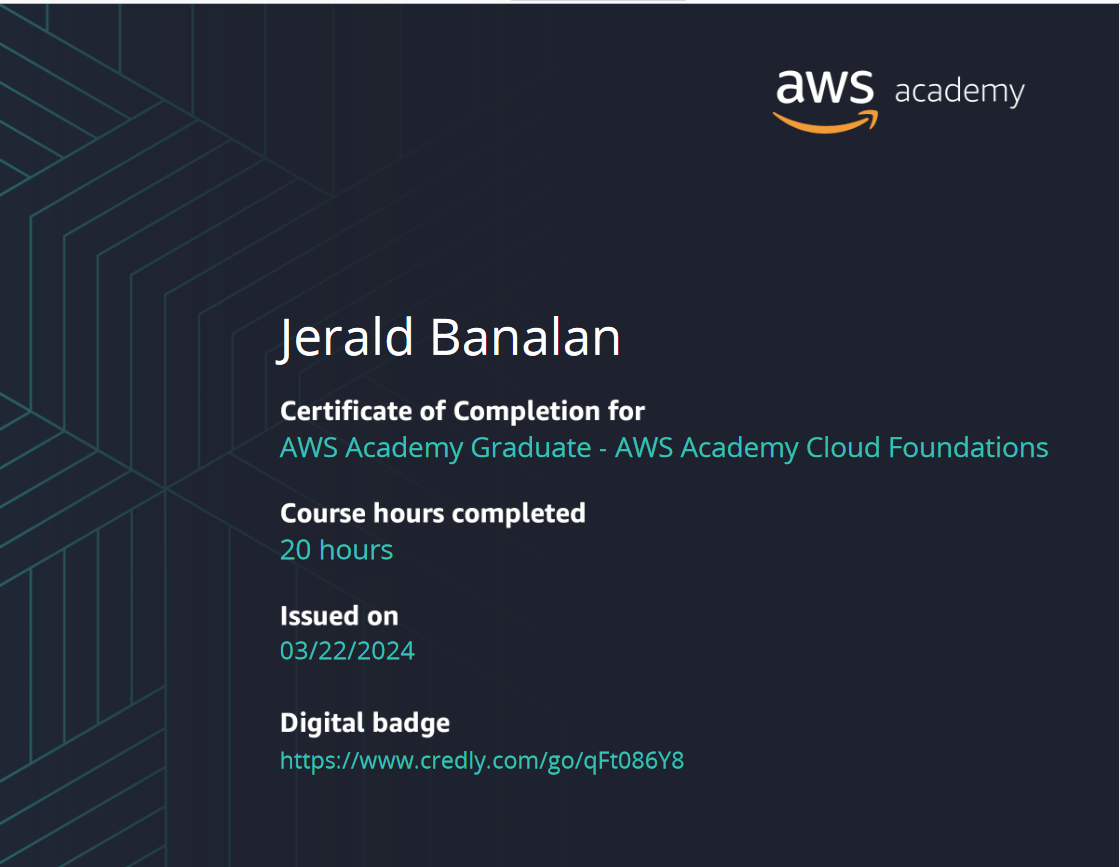 aws academy
Jerald Banalan
Certificate of Completion for
AWS Academy Graduate - AWS Academy Cloud Foundations
Course hours completed
20 hours
Issued on
03/22/2024
Digital badge
https://www.credly.com/go/qFt086Y8